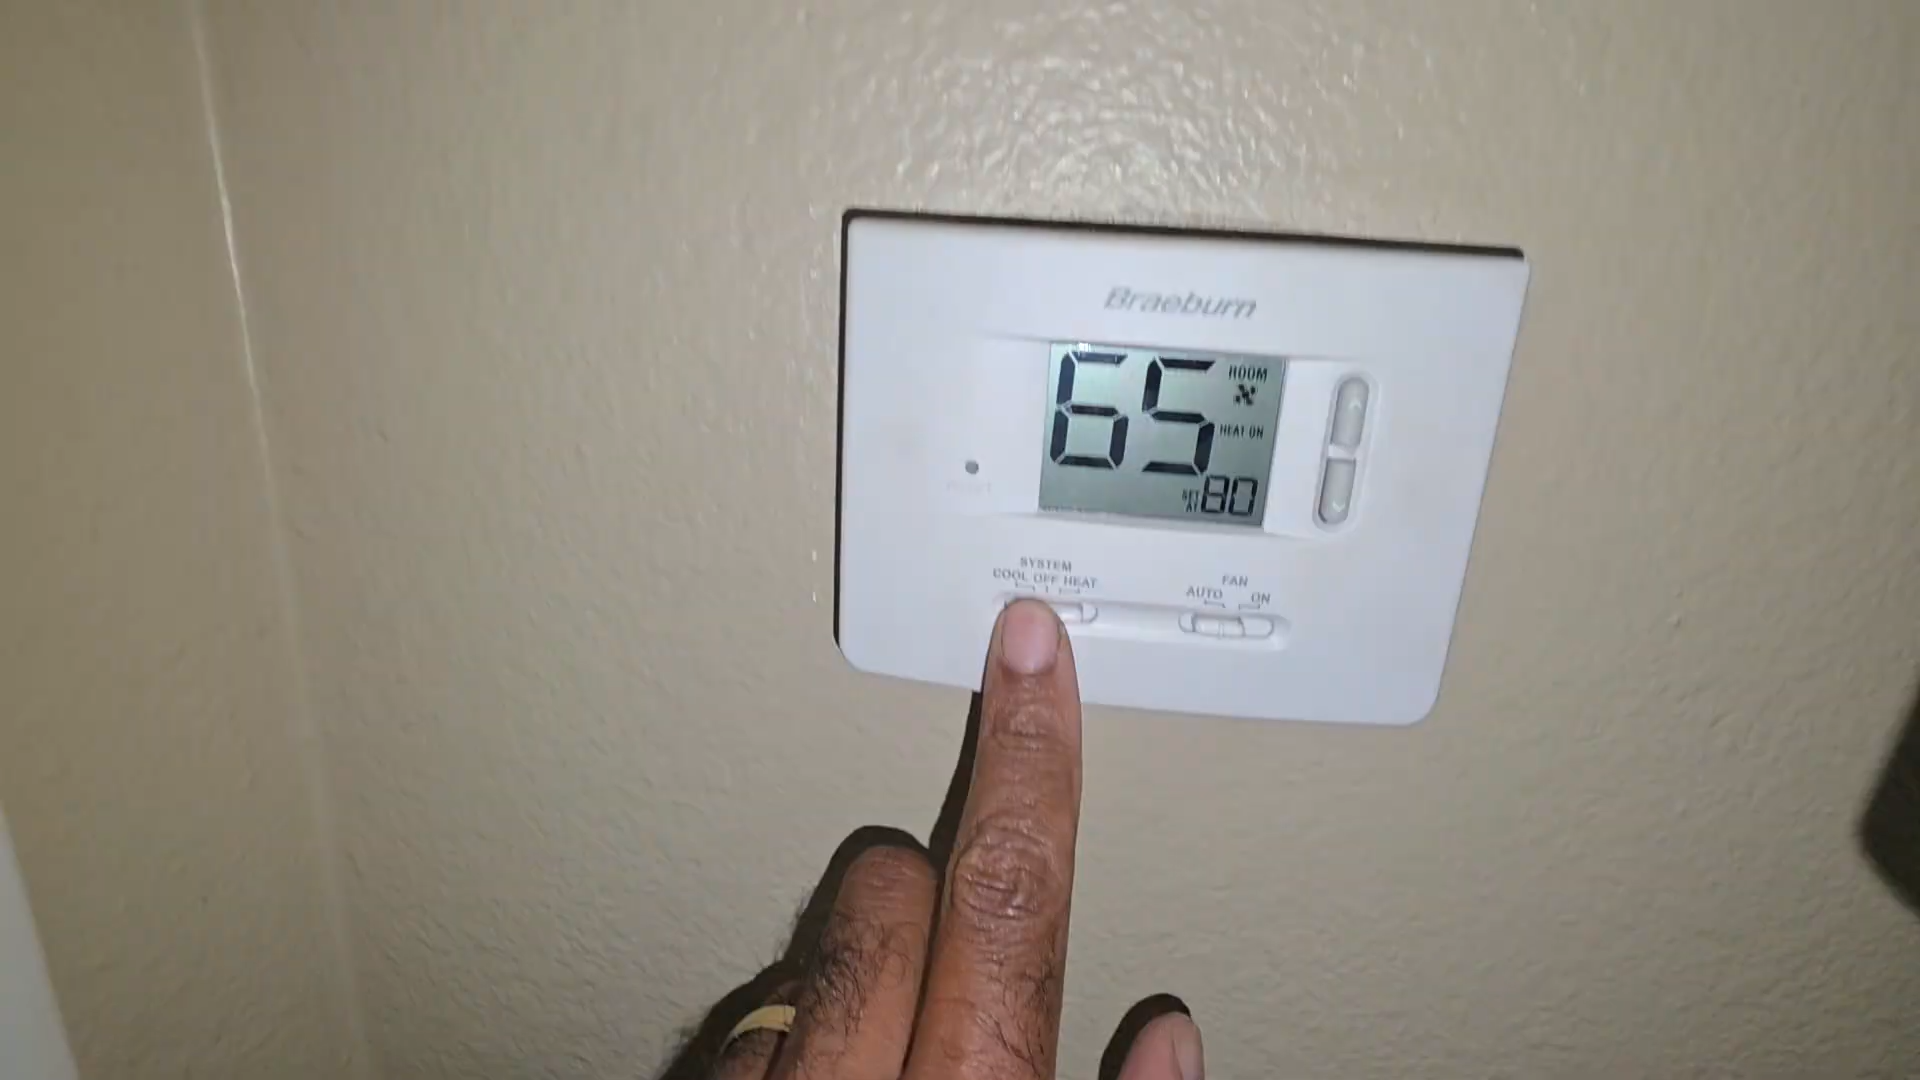 Braeburn
65
ROOM
HEAT ON
SET AT 80
SYSTEM
COOL OFF HEAT
FAN
AUTO ON